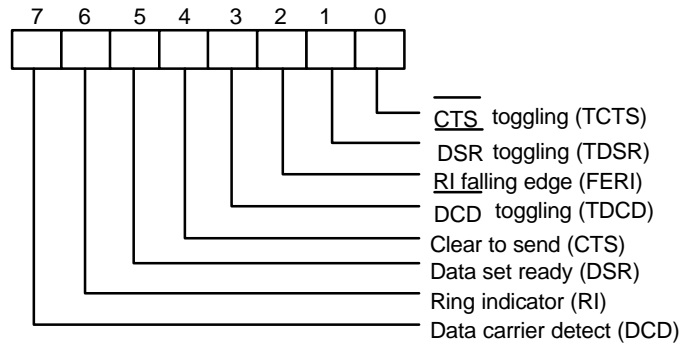 7 6 5 4 3 2 1 0
CTS toggling (TCTS)
DSR toggling (TDSR)
RI falling edge (FERI)
DCD toggling (TDCD)
Clear to send (CTS)
Data set ready (DSR)
Ring indicator (RI)
Data carrier detect (DCD)